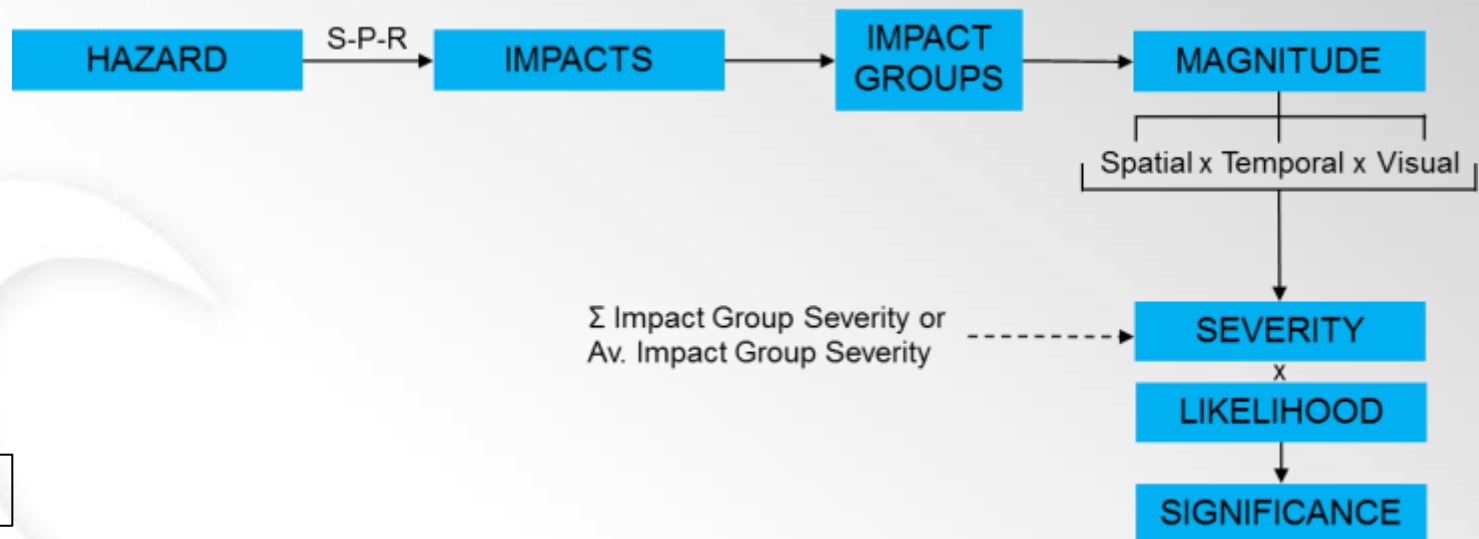 HAZARD
S-P-R
IMPACTS
IMPACT
GROUPS
MAGNITUDE
Spatial x Temporal x Visual
Σ Impact Group Severity or
Av. Impact Group Severity
SEVERITY
x
LIKELIHOOD
SIGNIFICANCE